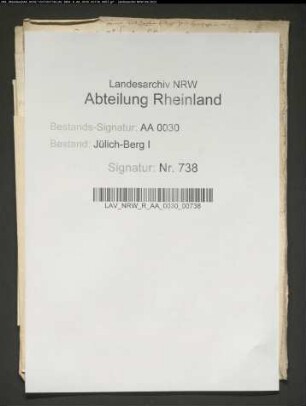 Landesarchiv NRW
Abteilung Rheinland
Bestands-Signatur: AA 0030
Bestand: Jülich-Berg I
Signatur: Nr. 738
LAV_NRW_R_AA_0030_00738